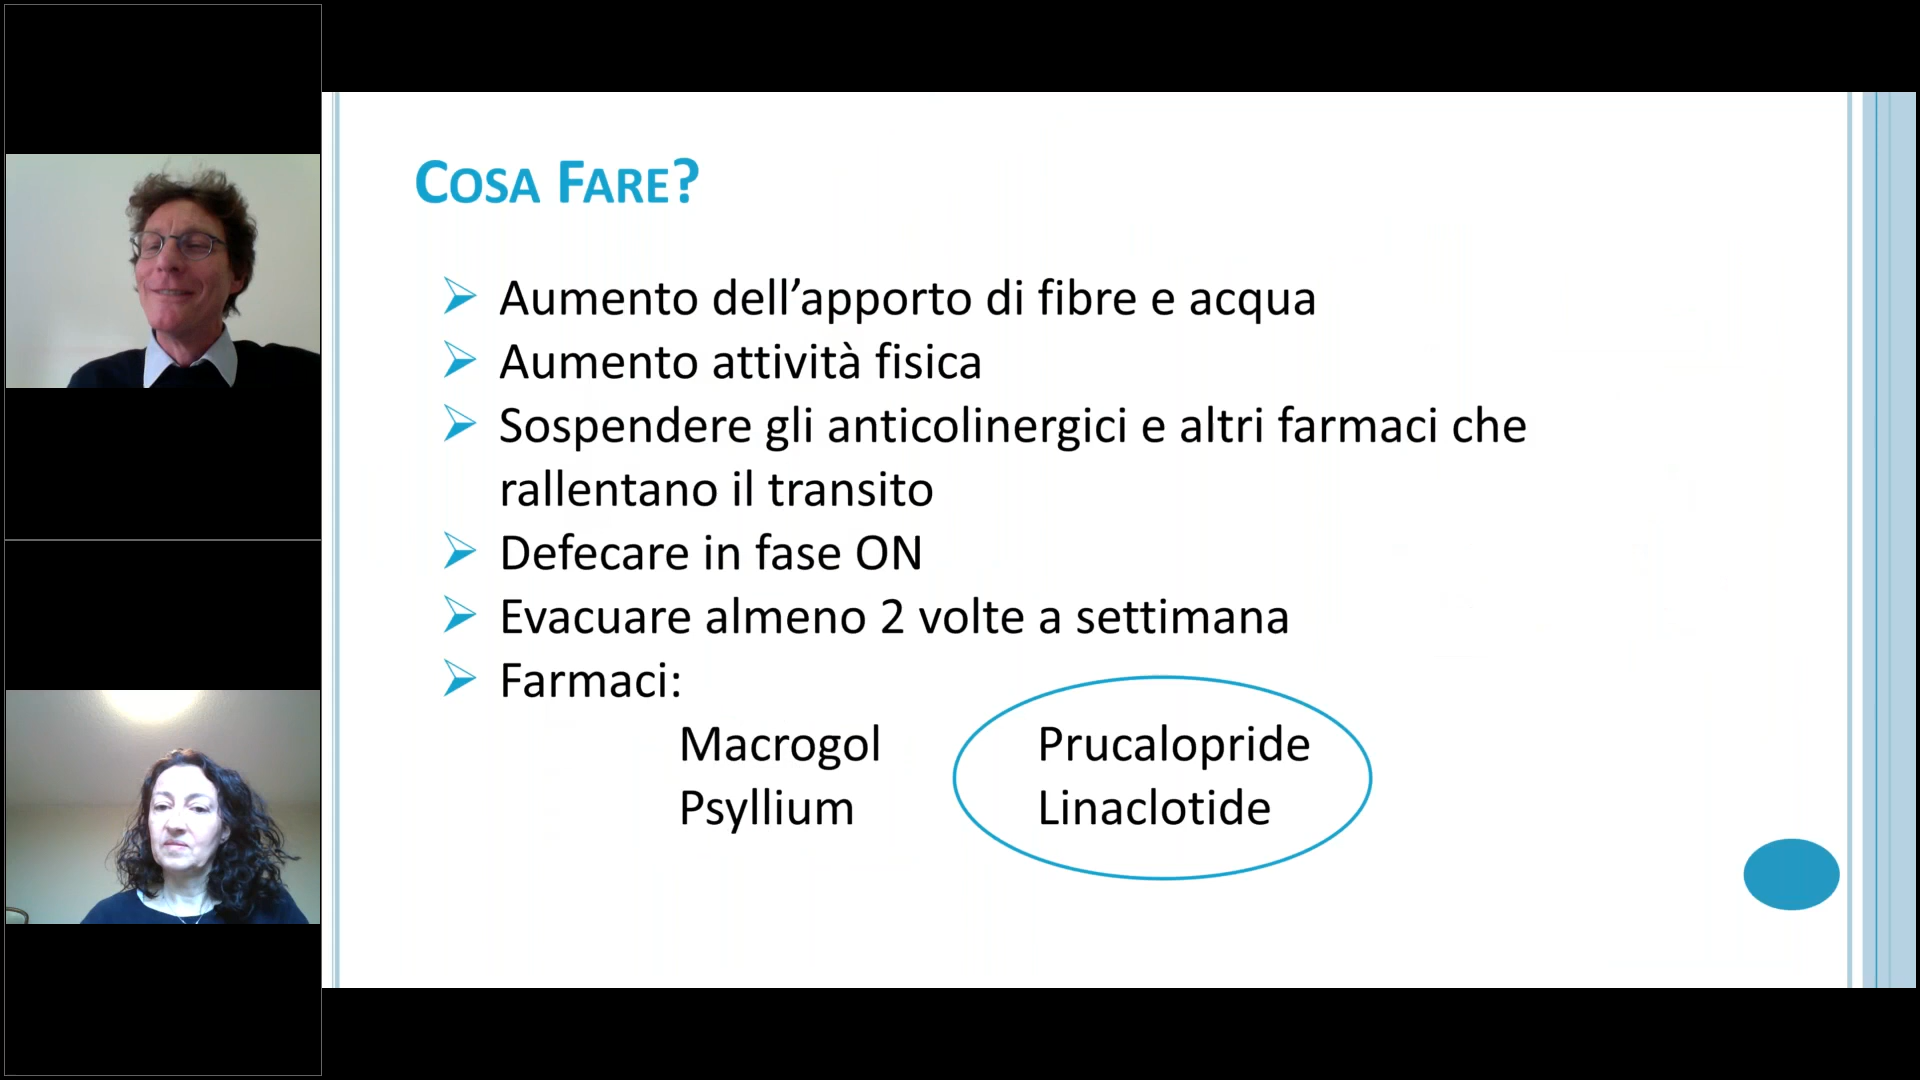 COSA FARE?
Aumento dell’apporto di fibre e acqua
Aumento attività fisica
Sospendere gli anticolinergici e altri farmaci che
rallentano il transito
Defecare in fase ON
Evacuare almeno 2 volte a settimana
Farmaci:
Macrogol Prucalopride
Psyllium Linaclotide